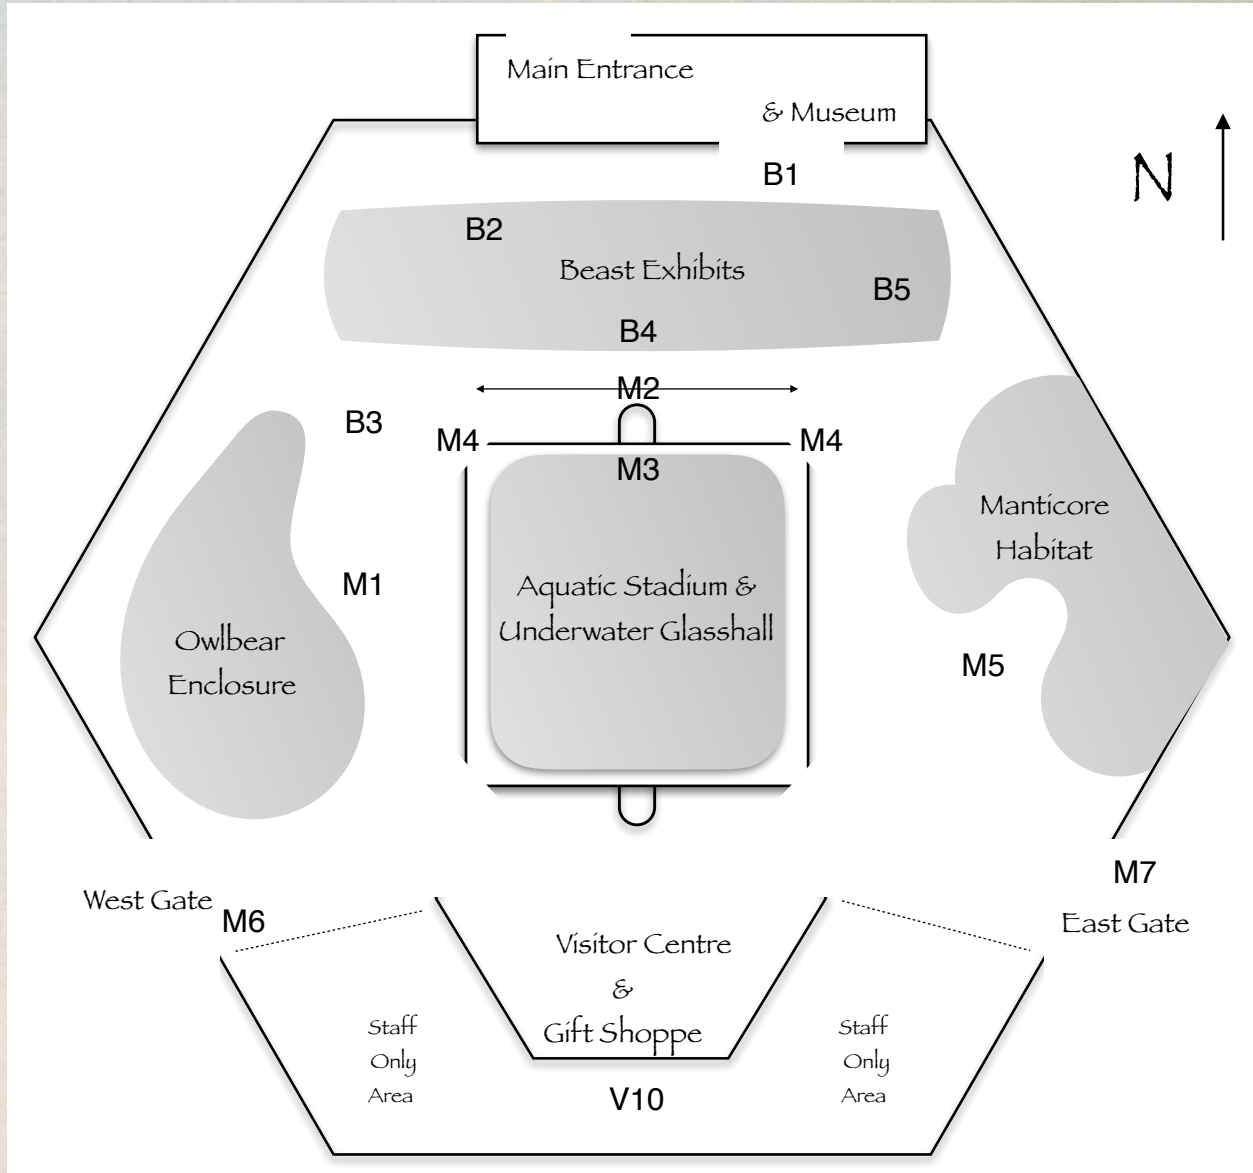 Main Entrance
& Museum
B1
N
B2
Beast Exhibits
B5
B4
M2
B3
M4
M4
M3
Manticore
Habitat
Aquatic Stadium &
Underwater Glasshall
M1
Owlbear
Enclosure
M5
M7
West Gate
M6
East Gate
Visitor Centre
&
Gift Shoppe
Staff
Only
Area
Staff
Only
Area
V10